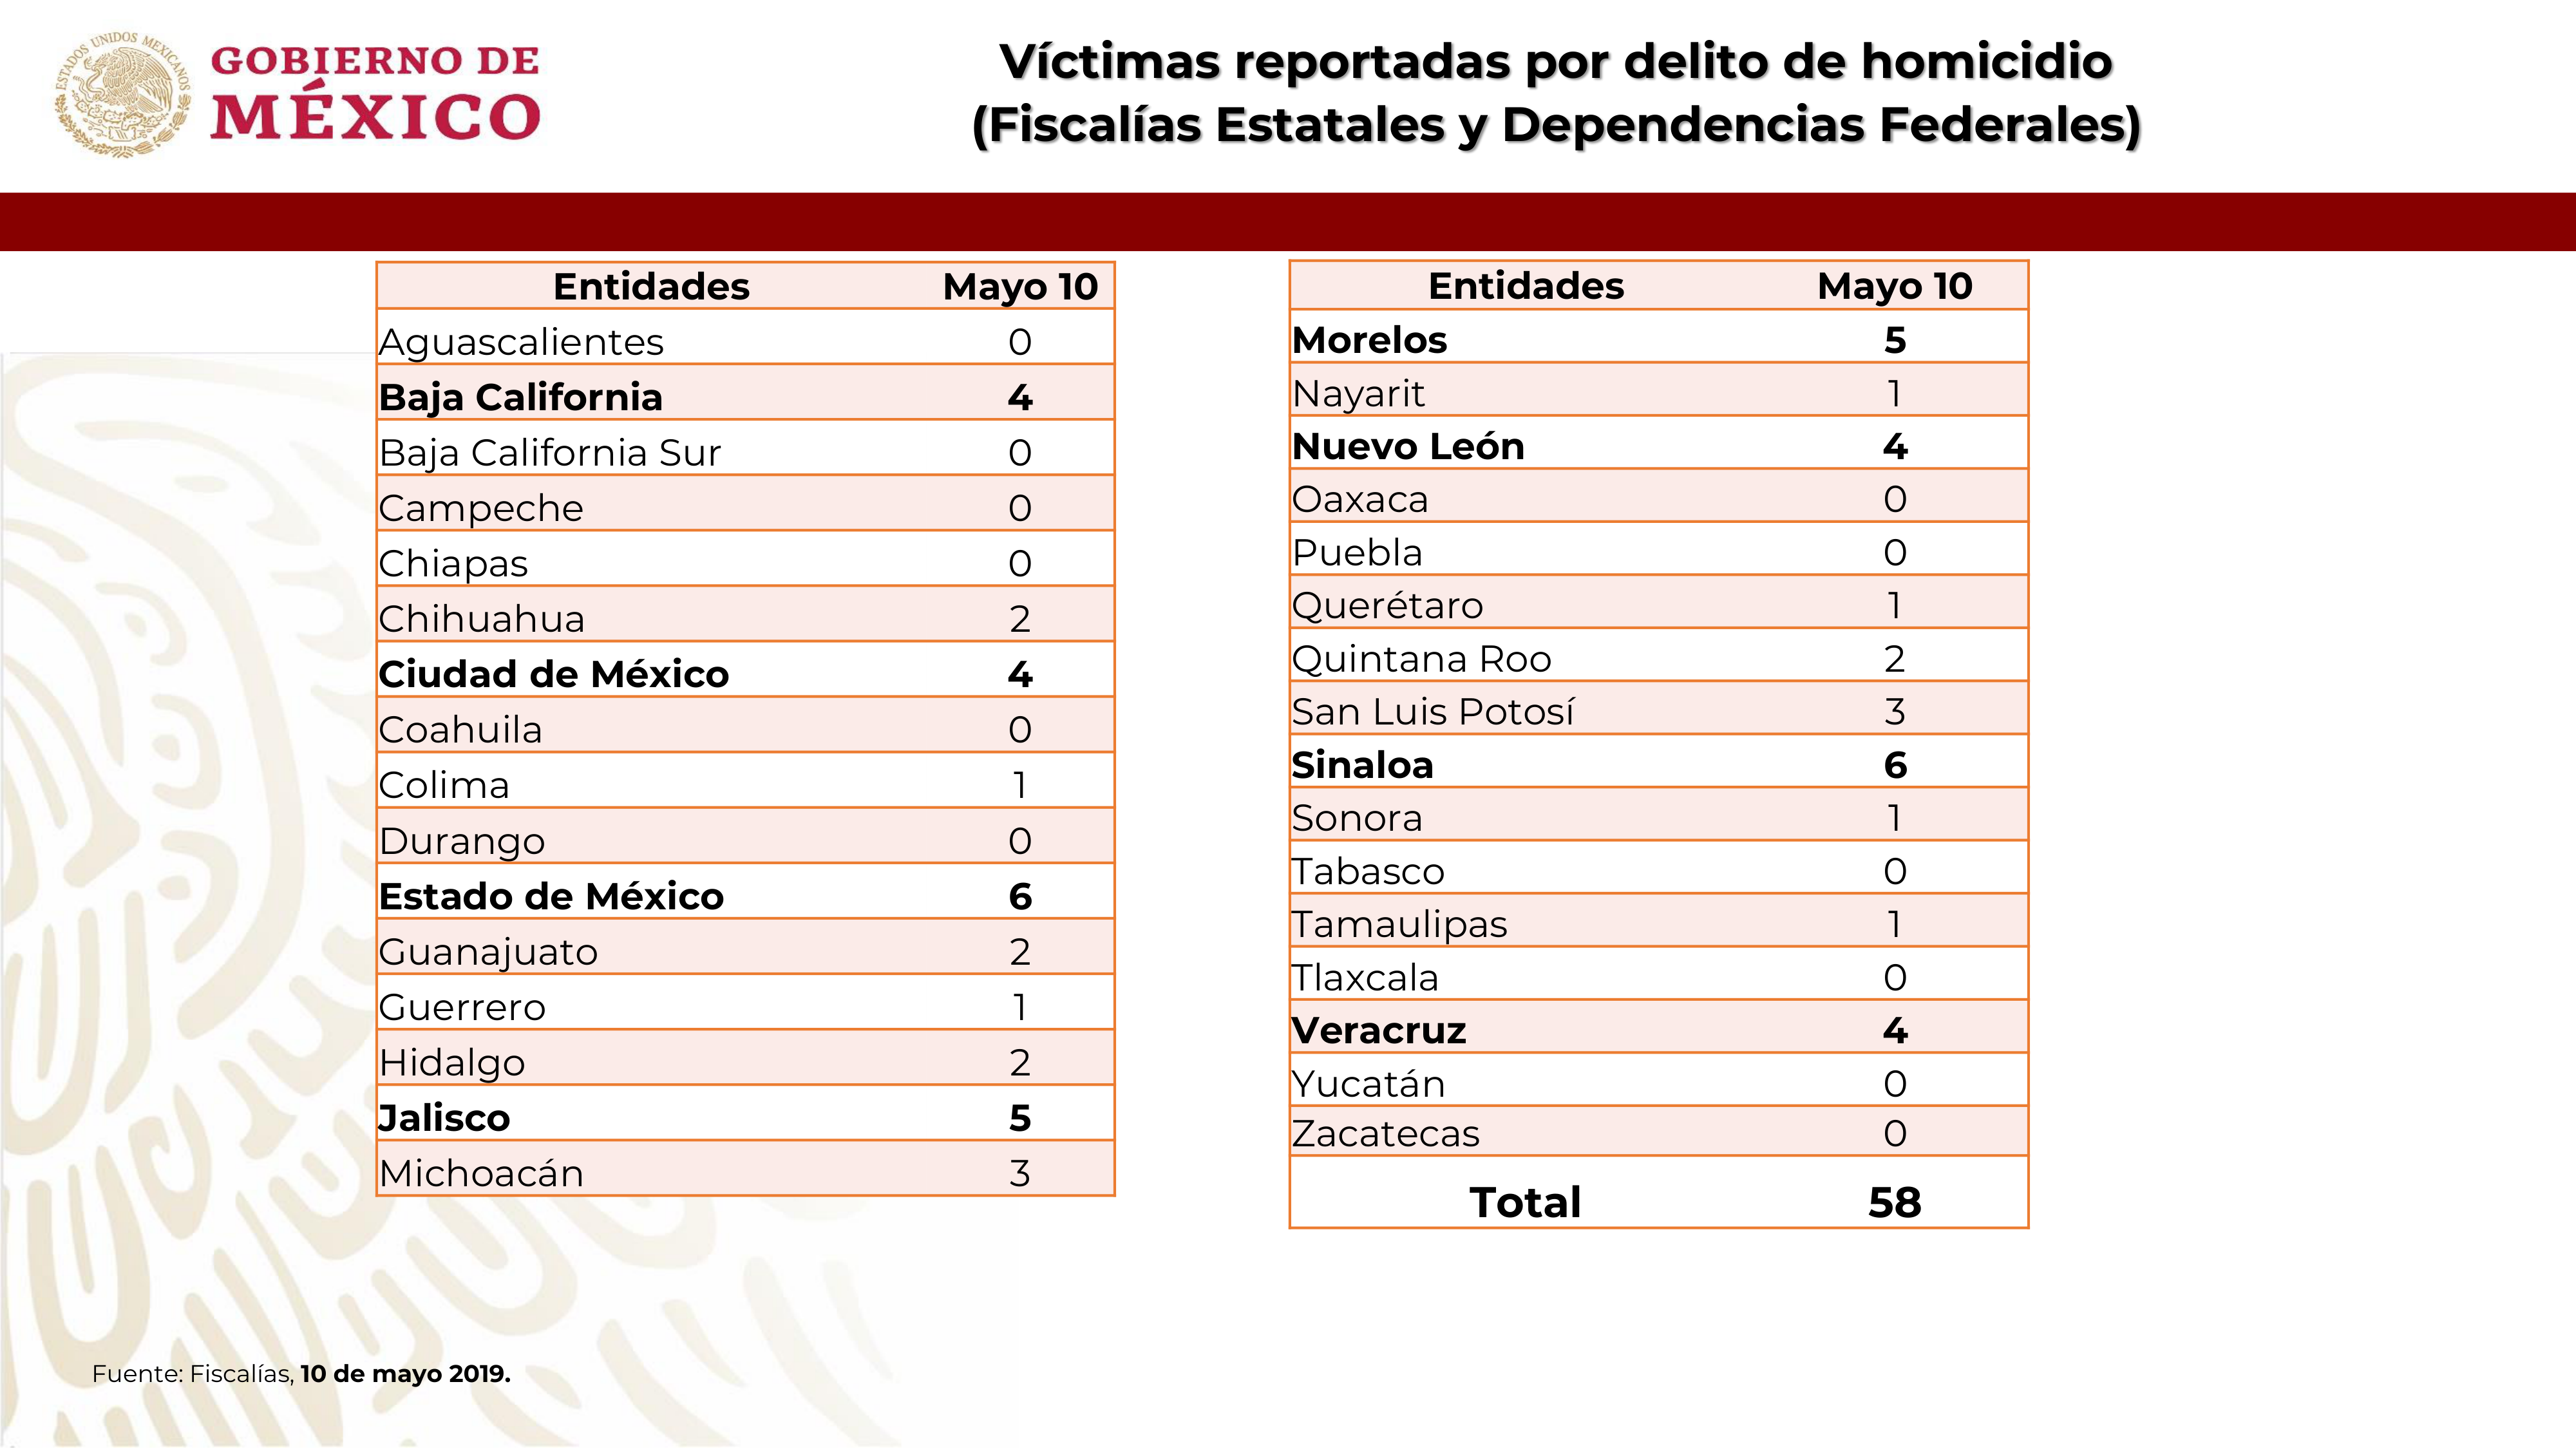 ESTADOS UNIDOS MEXICANOS
GOBIERNO DE
MÉXICO
Víctimas reportadas por delito de homicidio
(Fiscalías Estatales y Dependencias Federales)
Entidades Mayo 10
Aguascalientes 0
Baja California 4
Baja California Sur 0
Campeche 0
Chiapas 0
Chihuahua 2
Ciudad de México 4
Coahuila 0
Colima 1
Durango 0
Estado de México 6
Guanajuato 2
Guerrero 1
Hidalgo 2
Jalisco 5
Michoacán 3
Entidades Mayo 10
Morelos 5
Nayarit 1
Nuevo León 4
Oaxaca 0
Puebla 0
Querétaro 1
Quintana Roo 2
San Luis Potosí 3
Sinaloa 6
Sonora 1
Tabasco 0
Tamaulipas 1
Tlaxcala 0
Veracruz 4
Yucatán 0
Zacatecas 0
Total 58
Fuente: Fiscalías, 10 de mayo 2019.